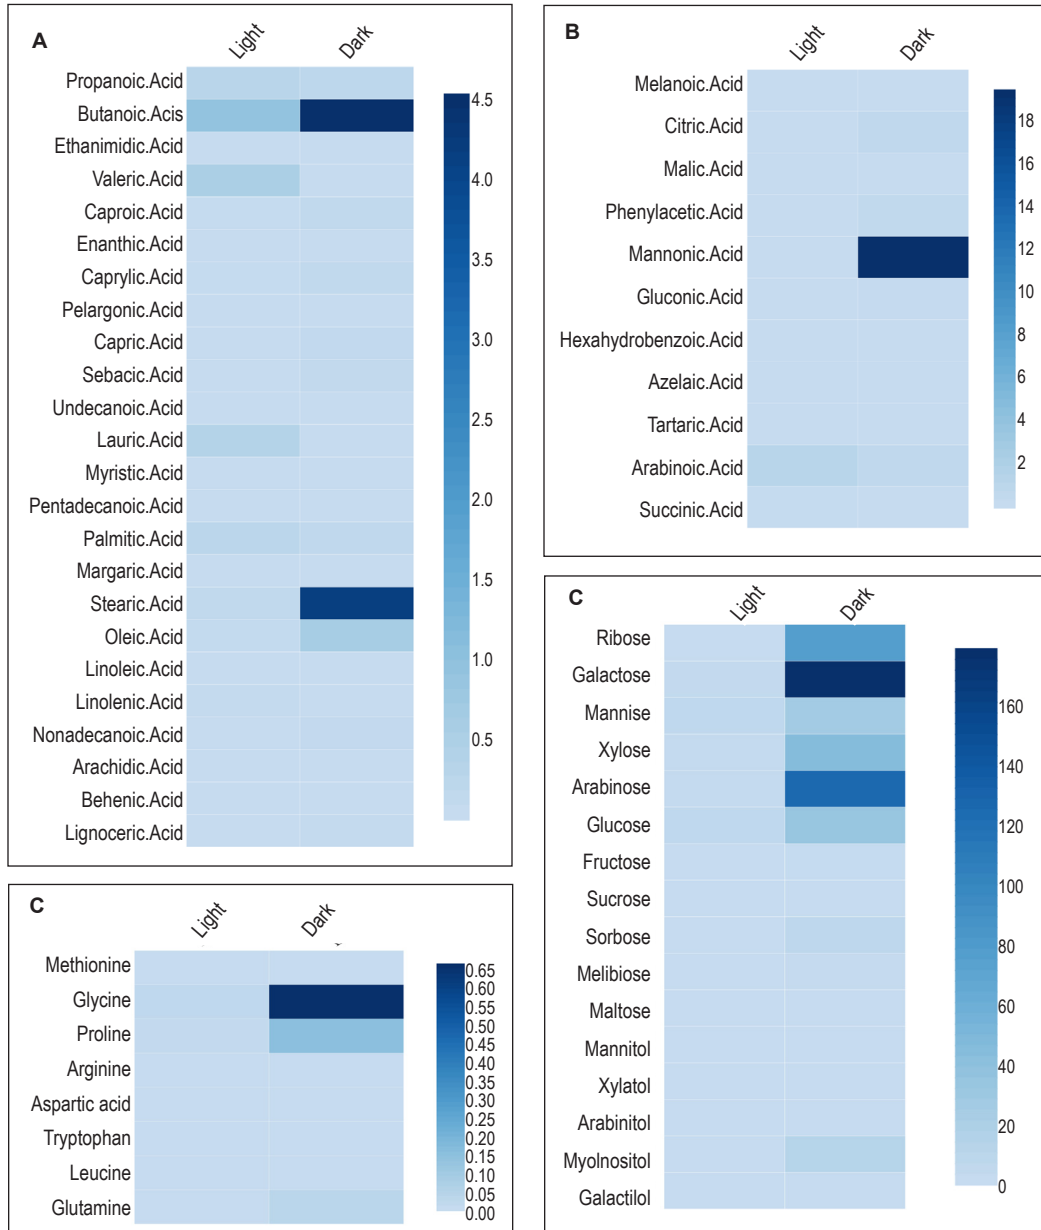 A
Light Dark
Propanoic.Acid
Butanoic.Acis
Ethanimidic.Acid
Valeric.Acid
Caproic.Acid
Enanthic.Acid
Caprylic.Acid
Pelargonic.Acid
Capric.Acid
Sebacic.Acid
Undecanoic.Acid
Lauric.Acid
Myristic.Acid
Pentadecanoic.Acid
Palmitic.Acid
Margaric.Acid
Stearic.Acid
Oleic.Acid
Linoleic.Acid
Linolenic.Acid
Nonadecanoic.Acid
Arachidic.Acid
Behenic.Acid
Lignoceric.Acid
4.5
4.0
3.5
3.0
2.5
2.0
1.5
1.0
0.5
B
Light Dark
Melanoic.Acid
Citric.Acid
Malic.Acid
Phenylacetic.Acid
Mannonic.Acid
Gluconic.Acid
Hexahydrobenzoic.Acid
Azelaic.Acid
Tartaric.Acid
Arabinoic.Acid
Succinic.Acid
18
16
14
12
10
8
6
4
2
C
Light Dark
Methionine
Glycine
Proline
Arginine
Aspartic acid
Tryptophan
Leucine
Glutamine
0.65
0.60
0.55
0.50
0.45
0.40
0.35
0.30
0.25
0.20
0.15
0.10
0.05
0.00
C
Light Dark
Ribose
Galactose
Mannise
Xylose
Arabinose
Glucose
Fructose
Sucrose
Sorbose
Melibiose
Maltose
Mannitol
Xylatol
Arabinitol
Myolnositol
Galactilol
160
140
120
100
80
60
40
20
0